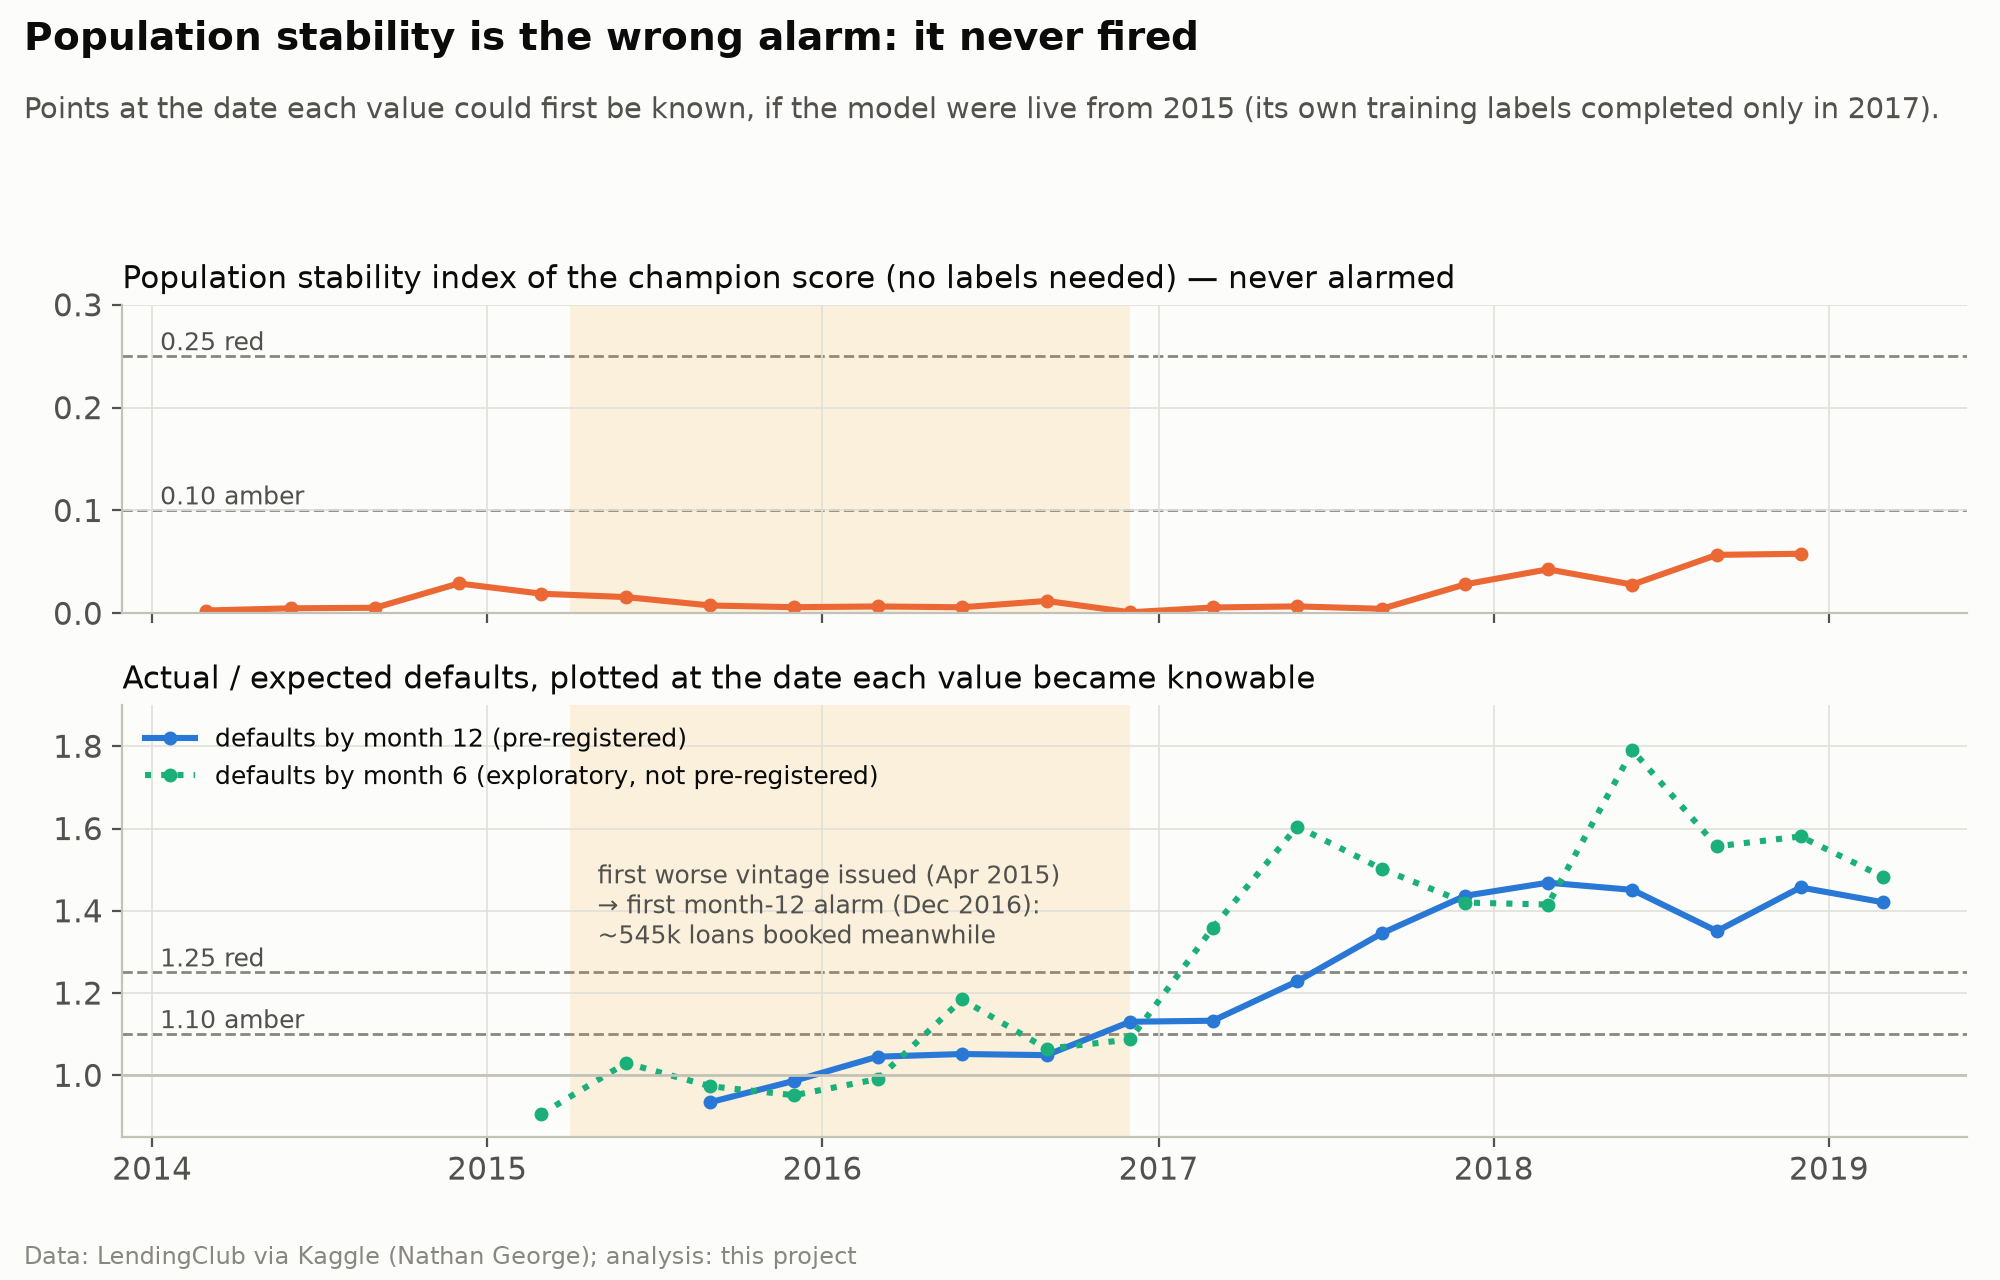 Population stability is the wrong alarm: it never fired
Points at the date each value could first be known, if the model were live from 2015 (its own training labels completed only in 2017).
Population stability index of the champion score (no labels needed) — never alarmed
0.3
0.25 red
0.2
0.10 amber
0.1
0.0
Actual / expected defaults, plotted at the date each value became knowable
defaults by month 12 (pre-registered)
1.8
defaults by month 6 (exploratory, not pre-registered)
1.6
first worse vintage issued (Apr 2015)
→ first month-12 alarm (Dec 2016):
1.4
~545k loans booked meanwhile
1.25 red
1.2
1.10 amber
1.0
2014 2015 2016 2017 2018 2019
Data: LendingClub via Kaggle (Nathan George); analysis: this project